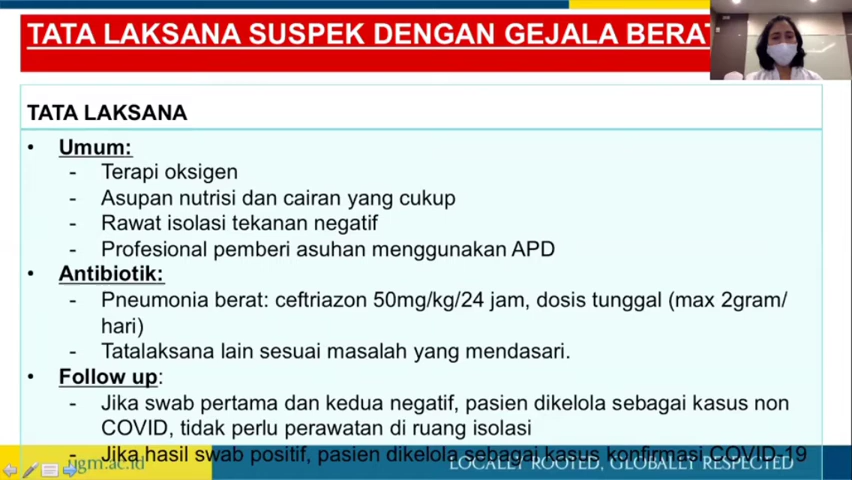 TATA LAKSANA SUSPEK DENGAN GEJALA BERAT
TATA LAKSANA
• Umum:
- Terapi oksigen
- Asupan nutrisi dan cairan yang cukup
- Rawat isolasi tekanan negatif
- Profesional pemberi asuhan menggunakan APD
• Antibiotik:
- Pneumonia berat: ceftriazon 50mg/kg/24 jam, dosis tunggal (max 2gram/
hari)
- Tatalaksana lain sesuai masalah yang mendasari.
• Follow up:
- Jika swab pertama dan kedua negatif, pasien dikelola sebagai kasus non
COVID, tidak perlu perawatan di ruang isolasi
- Jika hasil swab positif, pasien dikelola sebagai kasus konfirmasi COVID-19
ugm.ac.id
LOCALLY ROOTED, GLOBALLY RESPECTED